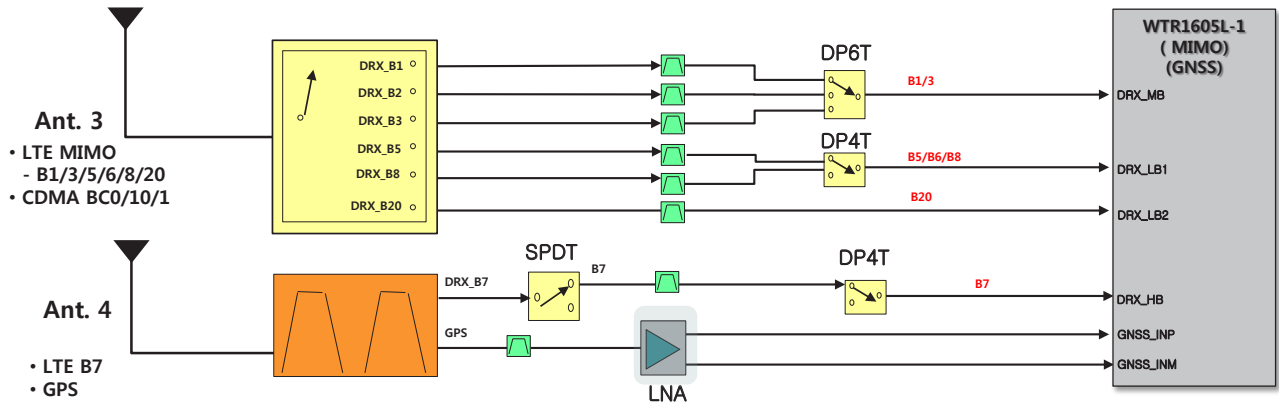 Ant. 3
• LTE MIMO
- B1/3/5/6/8/20
• CDMA BC0/10/1
DRX_B1
DRX_B2
DRX_B3
DRX_B5
DRX_B8
DRX_B20
DP6T
B1/3
DP4T
B5/B6/B8
B20
WTR1605L-1
( MIMO)
(GNSS)
DRX_MB
DRX_LB1
DRX_LB2
DRX_HB
GNSS_INP
GNSS_INM
Ant. 4
• LTE B7
• GPS
DRX_B7
GPS
SPDT
B7
DP4T
B7
LNA